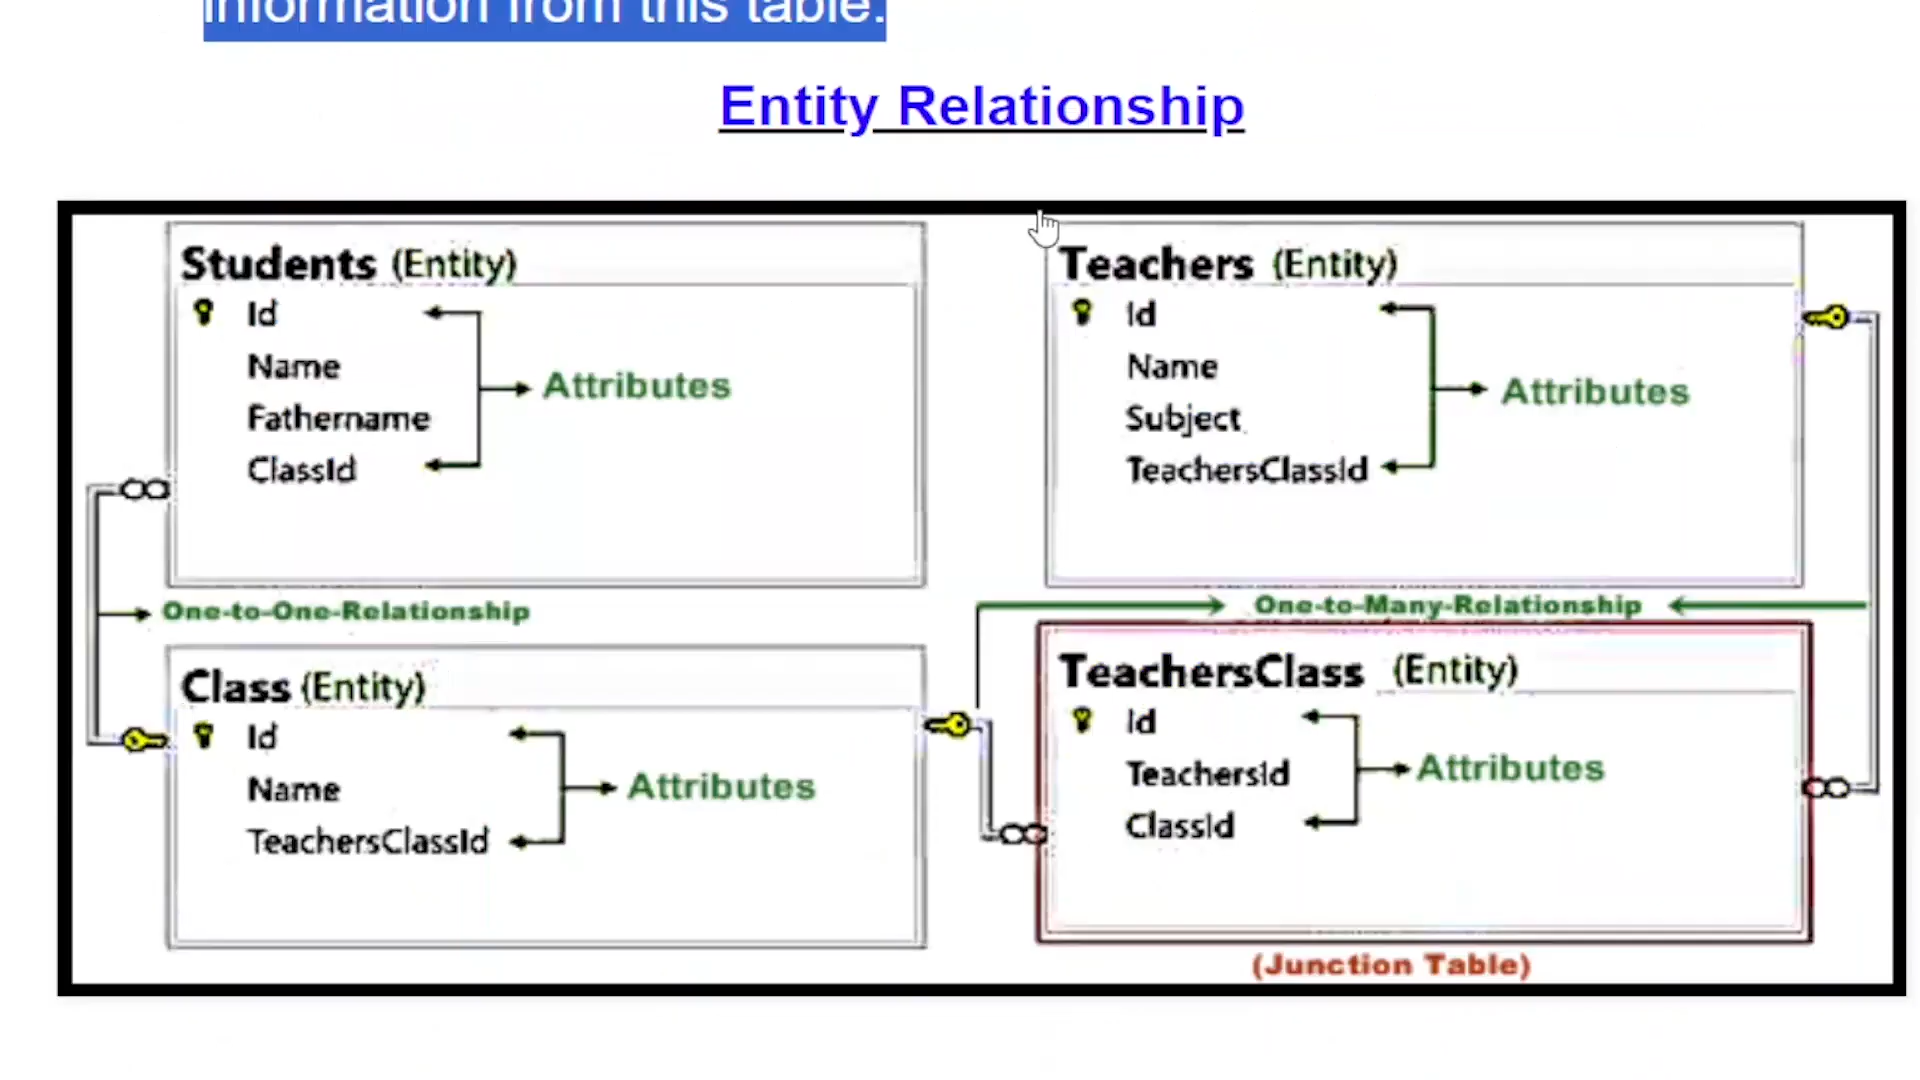 information from this table.
Entity Relationship
Students (Entity)
Id
Name
Fathername
ClassId
Attributes
Teachers (Entity)
Id
Name
Subject
TeachersClassId
Attributes
One-to-One-Relationship
One-to-Many-Relationship
Class (Entity)
Id
Name
TeachersClassId
Attributes
TeachersClass (Entity)
Id
TeachersId
ClassId
Attributes
(Junction Table)